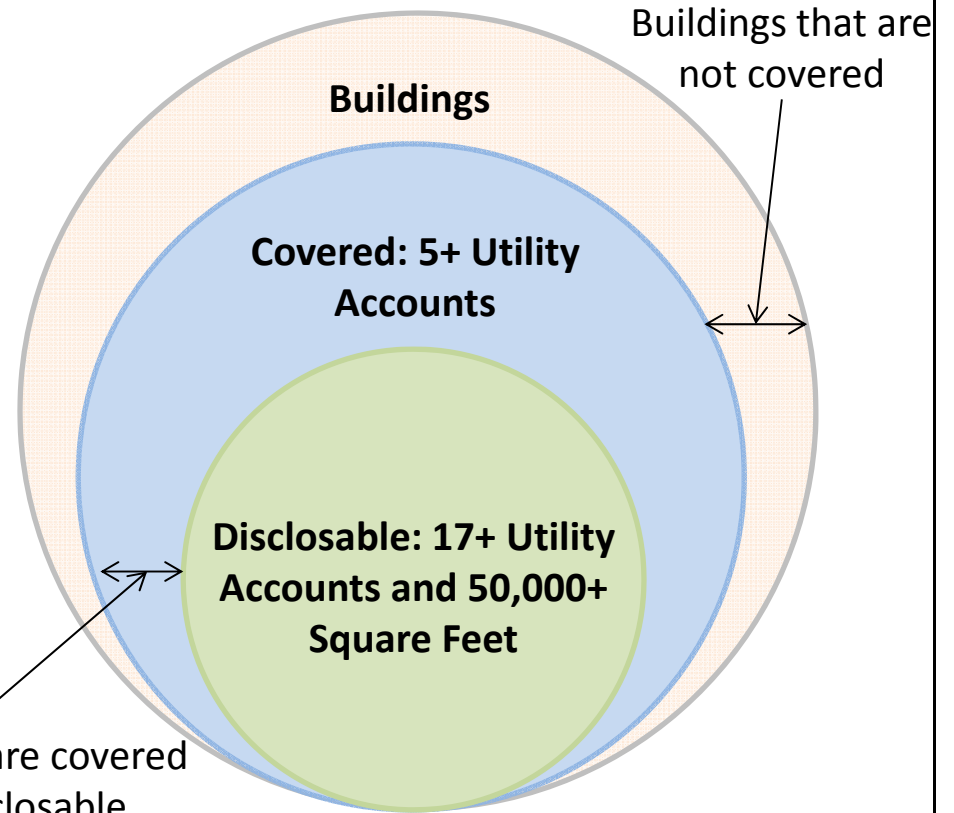 Buildings that are
not covered
Buildings
Covered: 5+ Utility
Accounts
Disclosable: 17+ Utility
Accounts and 50,000+
Square Feet
are covered